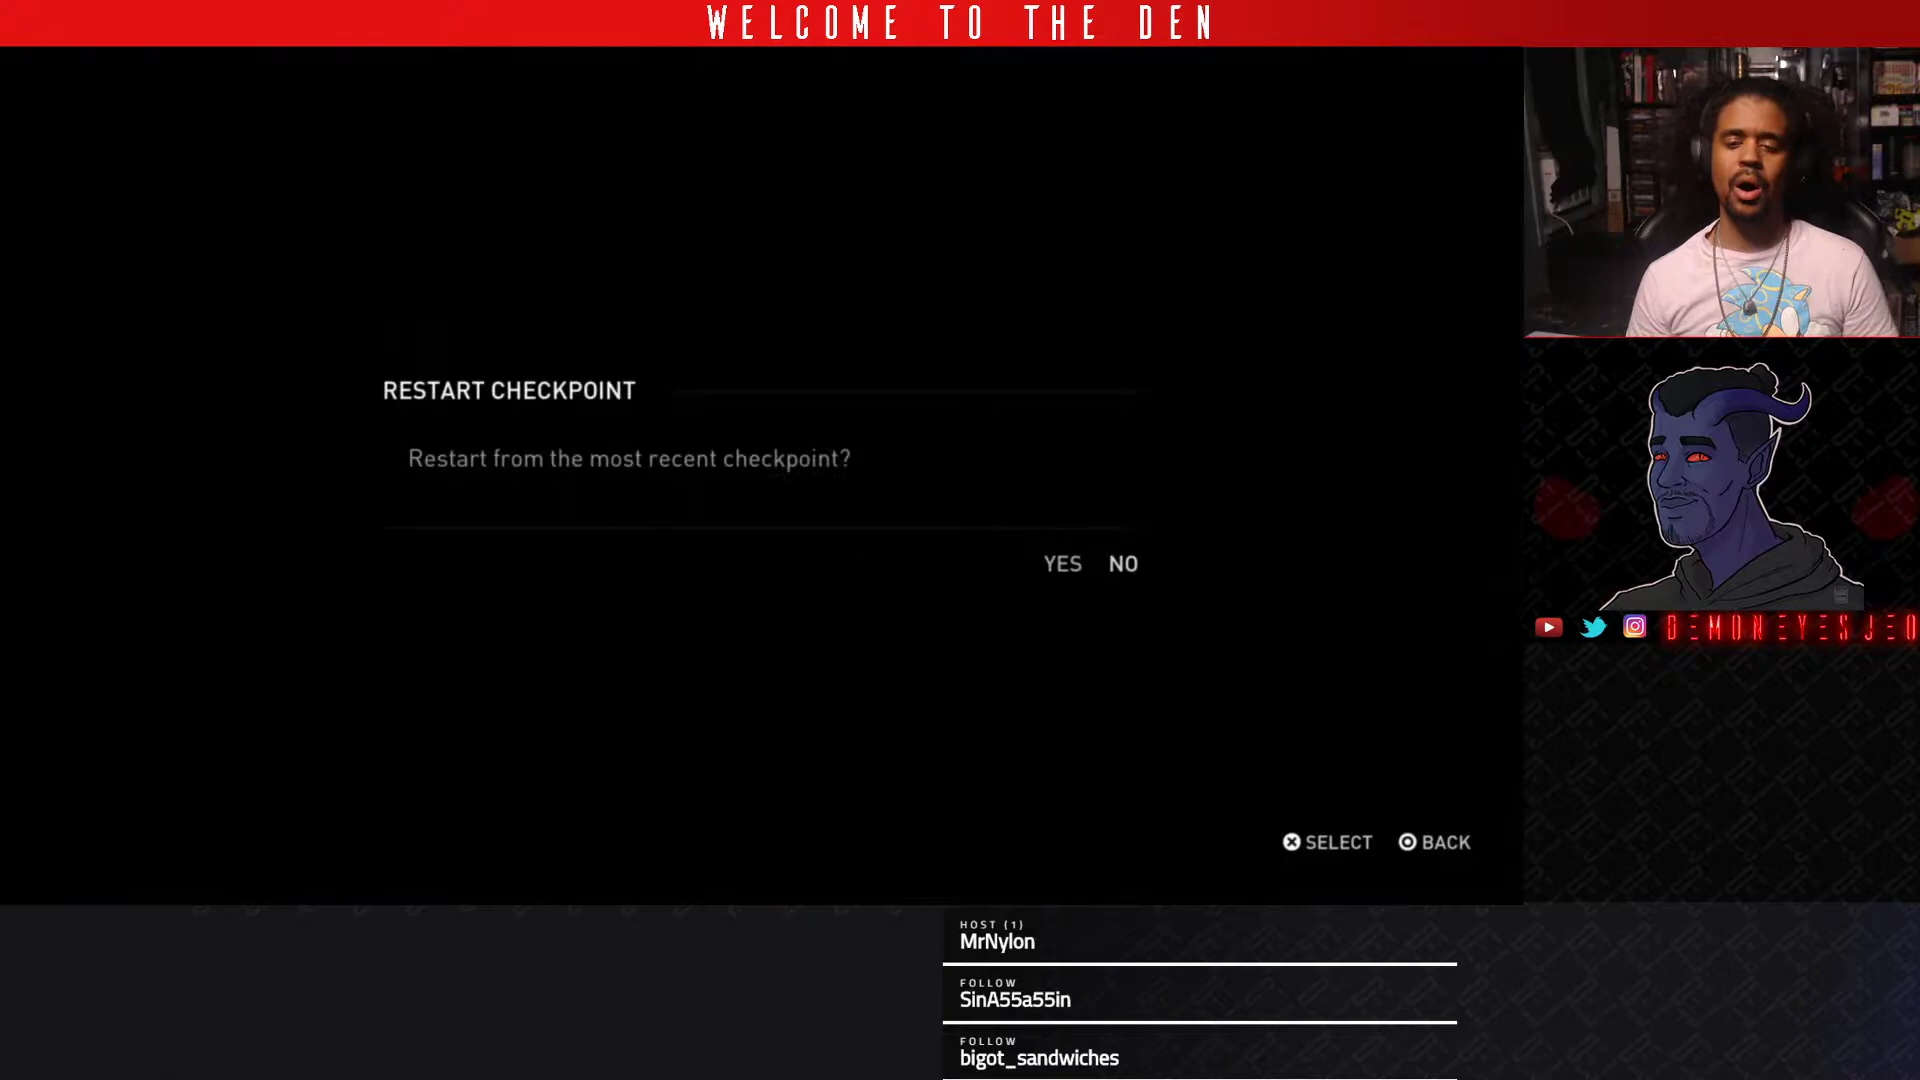 WELCOME TO THE DEN
RESTART CHECKPOINT
Restart from the most recent checkpoint?
YES NO
SELECT BACK
DEMONEYESJEO
HOST (1)
MrNylon
FOLLOW
SinA55a55in
FOLLOW
bigot_sandwiches